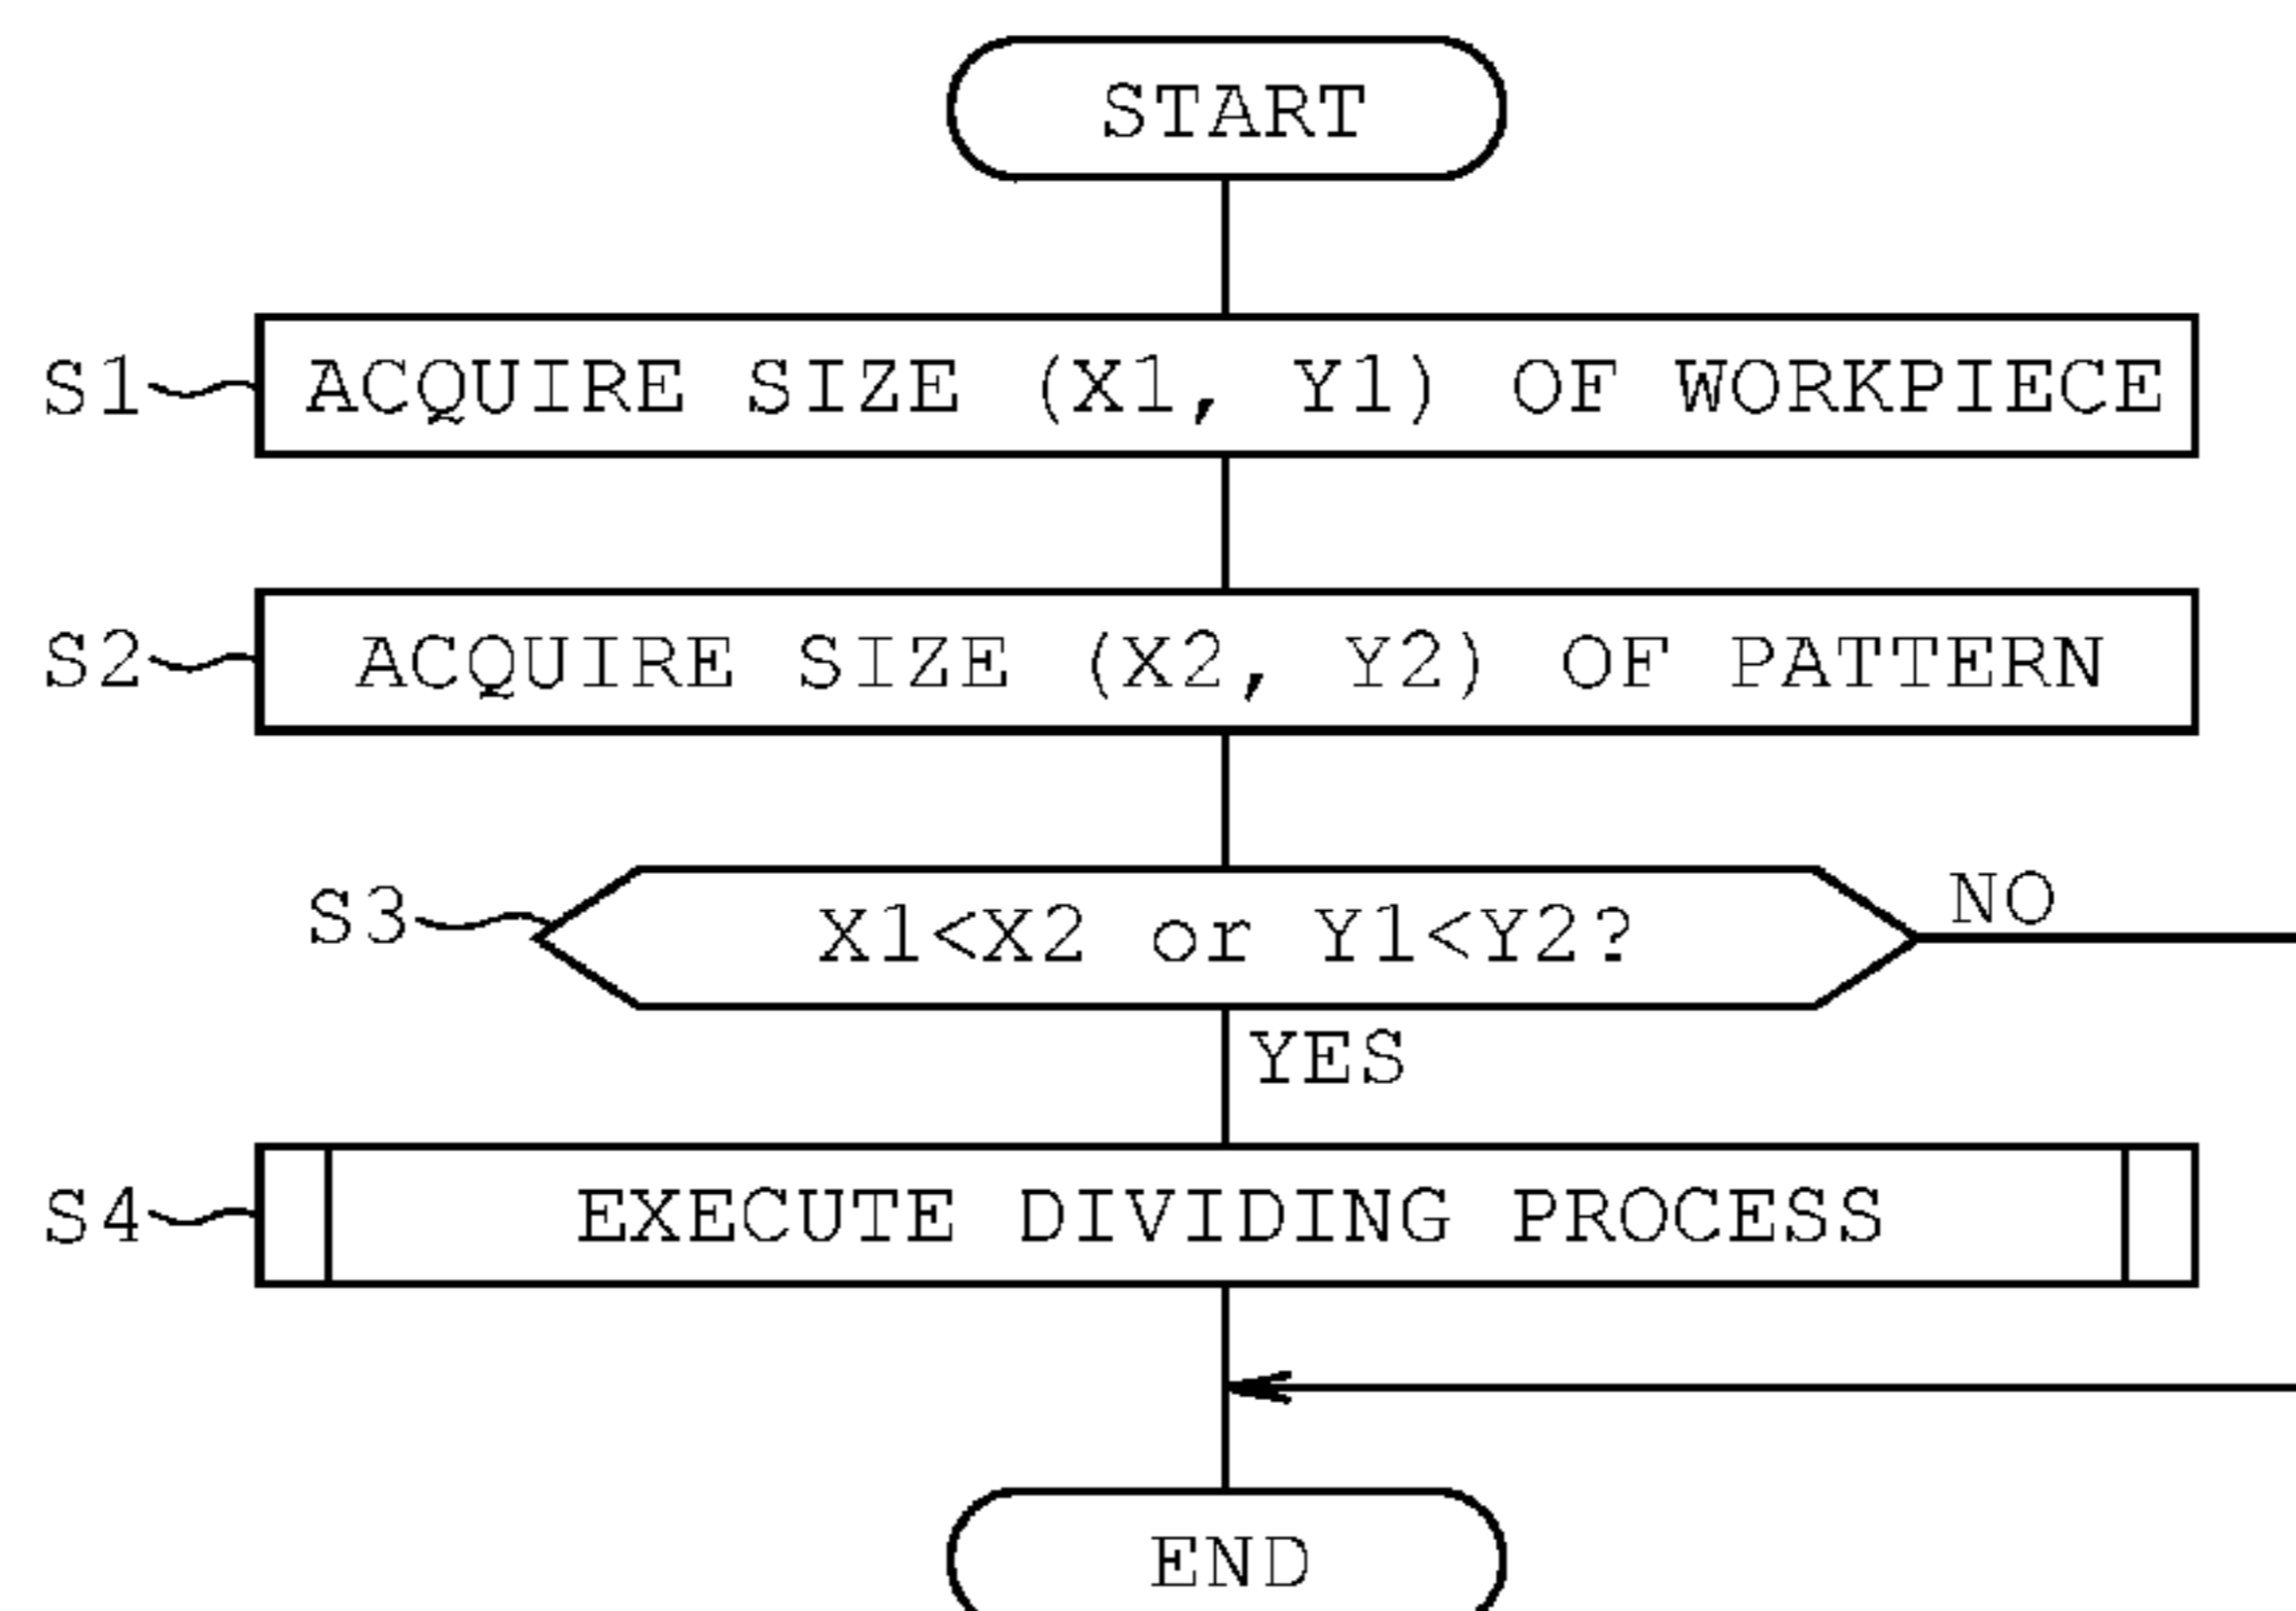 START
S1 ACQUIRE SIZE (X1, Y1) OF WORKPIECE
S2 ACQUIRE SIZE (X2, Y2) OF PATTERN
S3 X1<X2 or Y1<Y2? NO
YES
S4 EXECUTE DIVIDING PROCESS
END